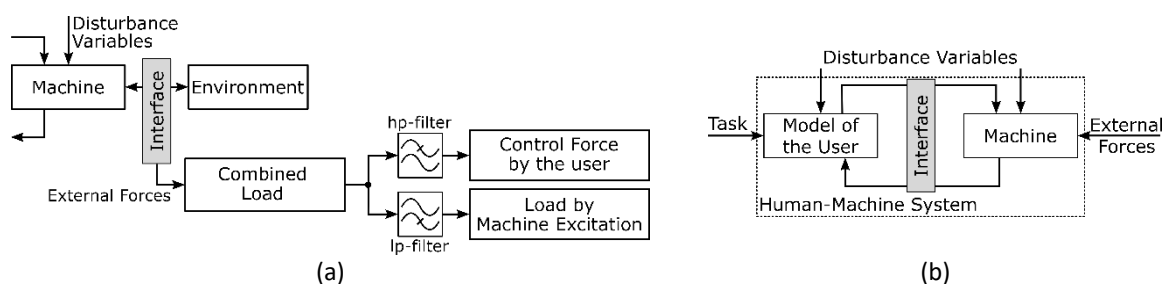 Disturbance
Variables
Machine
Interface
Environment
External Forces
Combined
Load
hp-filter
Control Force
by the user
Load by
Machine Excitation
lp-filter
(a)
Disturbance Variables
Task
Model of
the User
Interface
Machine
External
Forces
Human-Machine System
(b)